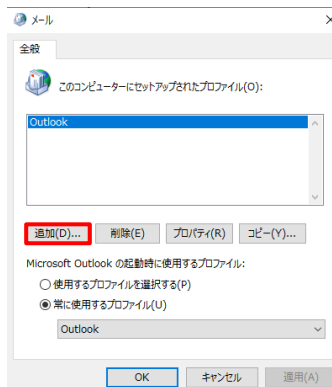 メール
全般
このコンピューターにセットアップされたプロファイル(O):
Outlook
追加(D)... 削除(E) プロパティ(R) コピー(Y)...
Microsoft Outlook の起動時に使用するプロファイル:
使用するプロファイルを選択する(P)
常に使用するプロファイル(U)
Outlook
OK キャンセル 適用(A)